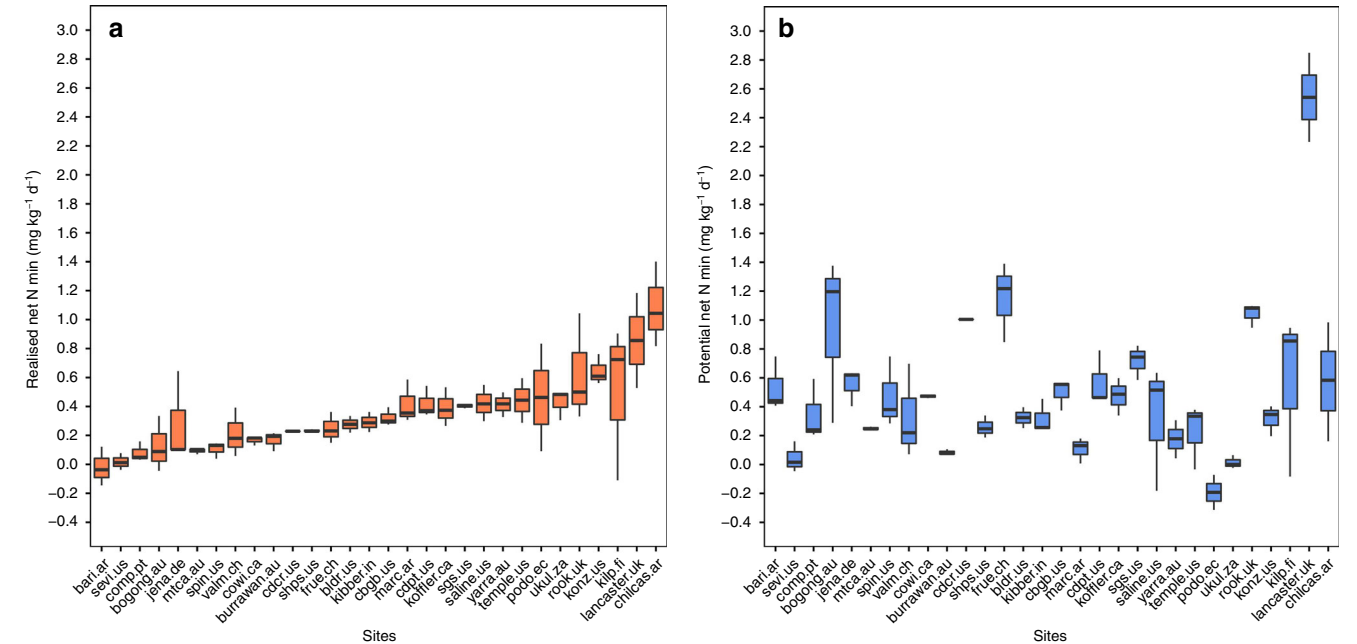 a
3.0
2.8
2.6
2.4
2.2
2.0
1.8
1.6
1.4
1.2
1.0
0.8
0.6
0.4
0.2
0.0
−0.2
−0.4
Realised net N min (mg kg⁻¹ d⁻¹)
bari.ar
sevi.us
comp.pt
bogong.au
jena.de
mtca.au
spin.us
valm.ch
cowi.ca
burrawan.au
cdcr.us
shps.us
frue.ch
bldr.us
kibber.in
cbgb.us
marc.ar
cdpt.us
koffler.ca
sgs.us
saline.us
yarra.au
temple.us
podo.ec
ukul.za
rook.uk
konz.us
kilp.fi
lancaster.uk
chilcas.ar
Sites
b
3.0
2.8
2.6
2.4
2.2
2.0
1.8
1.6
1.4
1.2
1.0
0.8
0.6
0.4
0.2
0.0
−0.2
−0.4
Potential net N min (mg kg⁻¹ d⁻¹)
bari.ar
sevi.us
comp.pt
bogong.au
jena.de
mtca.au
spin.us
valm.ch
cowi.ca
burrawan.au
cdcr.us
shps.us
frue.ch
bldr.us
kibber.in
cbgb.us
marc.ar
cdpt.us
koffler.ca
sgs.us
saline.us
yarra.au
temple.us
podo.ec
ukul.za
rook.uk
konz.us
kilp.fi
lancaster.uk
chilcas.ar
Sites